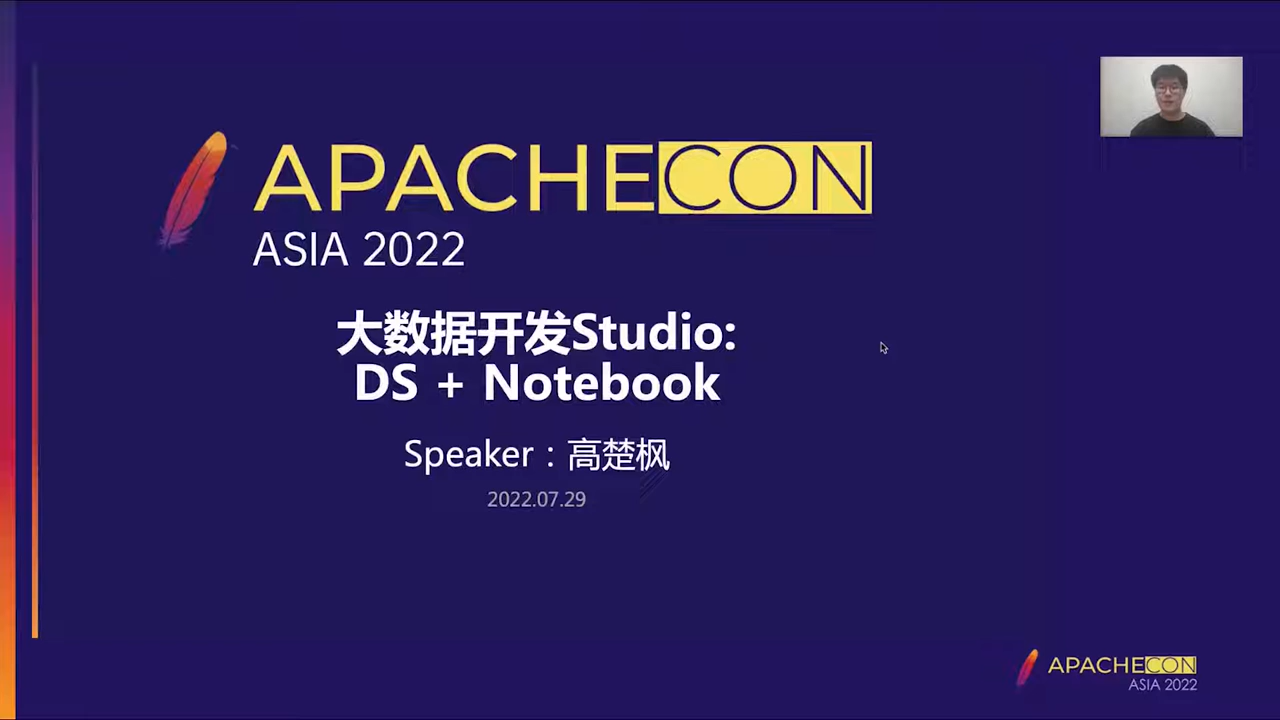 APACHECON
ASIA 2022
大数据开发Studio:
DS + Notebook
Speaker：高楚枫
2022.07.29
APACHECON
ASIA 2022